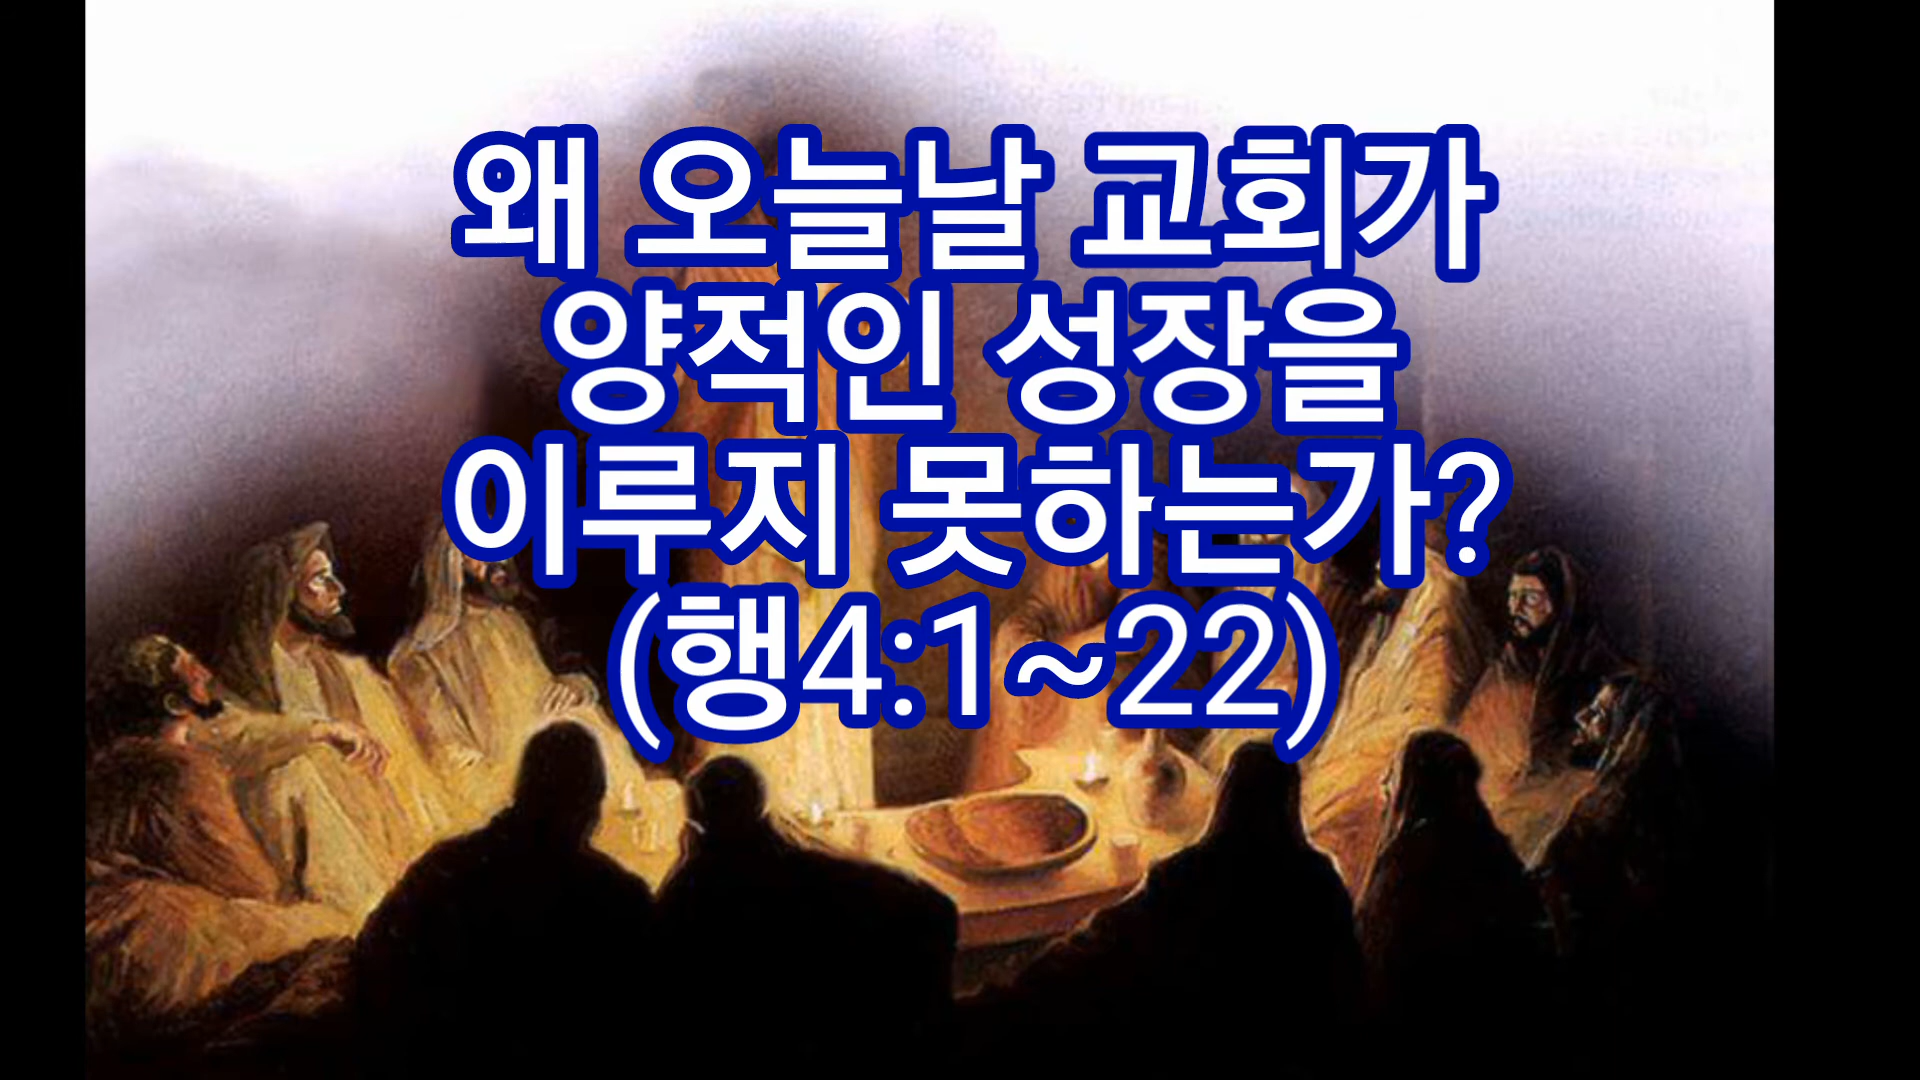 왜 오늘날 교회가
양적인 성장을
이루지 못하는가?
(행4:1~22)